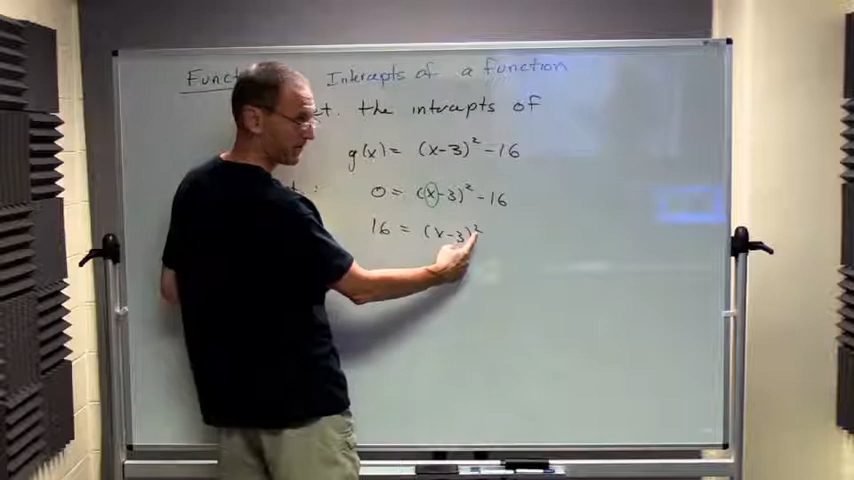 Intercepts of a function
the intercepts of
g(x) = (x-3)² -16
0 = (x-3)² -16
16 = (x-3)²